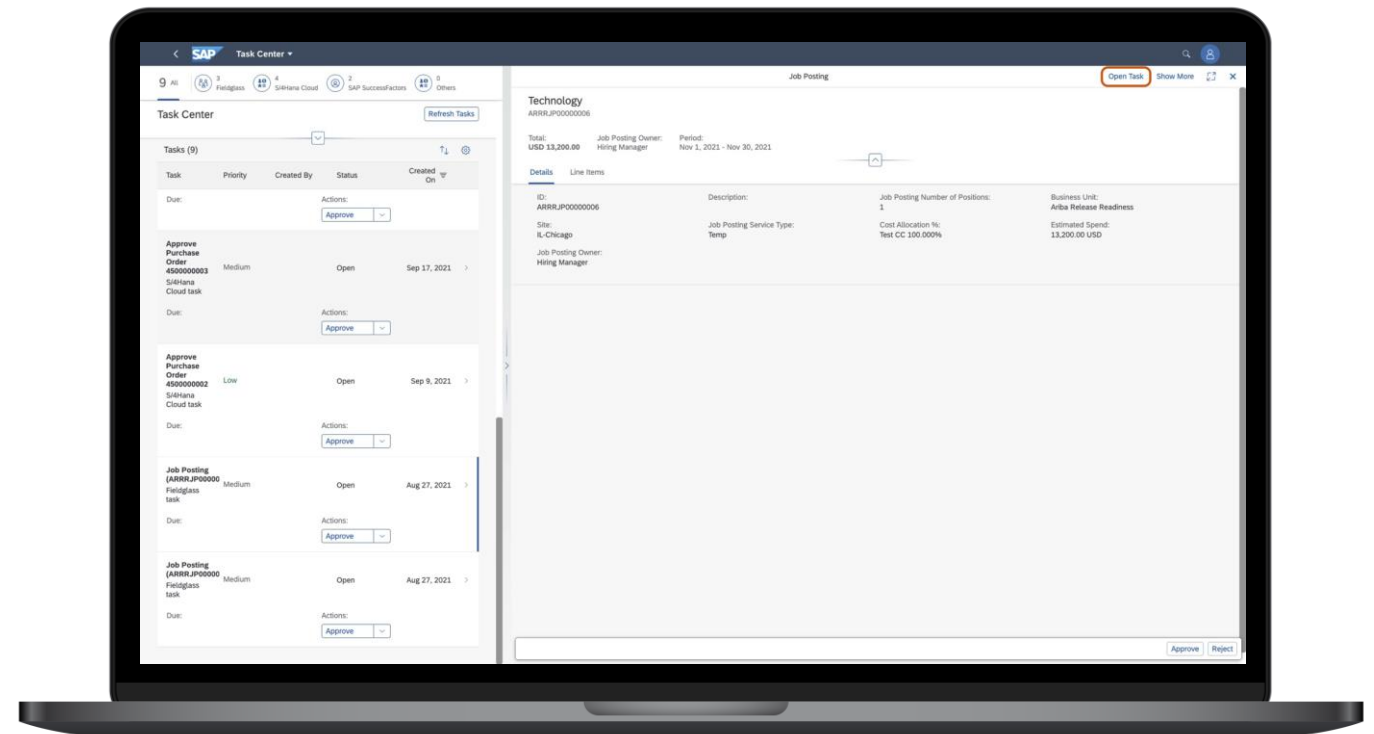 SAP Task Center
9 All 3 Fieldglass 4 S/4Hana Cloud 2 SAP SuccessFactors 0 Others
Task Center Refresh Tasks
Tasks (9)
Task Priority Created By Status Created On
Due: Actions:
Approve
Approve
Purchase
Order
4500000003 Medium Open Sep 17, 2021
S/4Hana
Cloud task
Due: Actions:
Approve
Approve
Purchase
Order
4500000002 Low Open Sep 9, 2021
S/4Hana
Cloud task
Due: Actions:
Approve
Job Posting
(ARRRJP00000 Medium Open Aug 27, 2021
Fieldglass
task
Due: Actions:
Approve
Job Posting
(ARRRJP00000 Medium Open Aug 27, 2021
Fieldglass
task
Due: Actions:
Approve
Job Posting Open Task Show More
Technology
ARRRJP00000006
Total: Job Posting Owner: Period:
USD 13,200.00 Hiring Manager Nov 1, 2021 - Nov 30, 2021
Details Line Items
ID: Description: Job Posting Number of Positions: Business Unit:
ARRRJP00000006 1 Ariba Release Readiness
Site: Job Posting Service Type: Cost Allocation %: Estimated Spend:
IL-Chicago Temp Test CC 100.000% 13,200.00 USD
Job Posting Owner:
Hiring Manager
Approve Reject